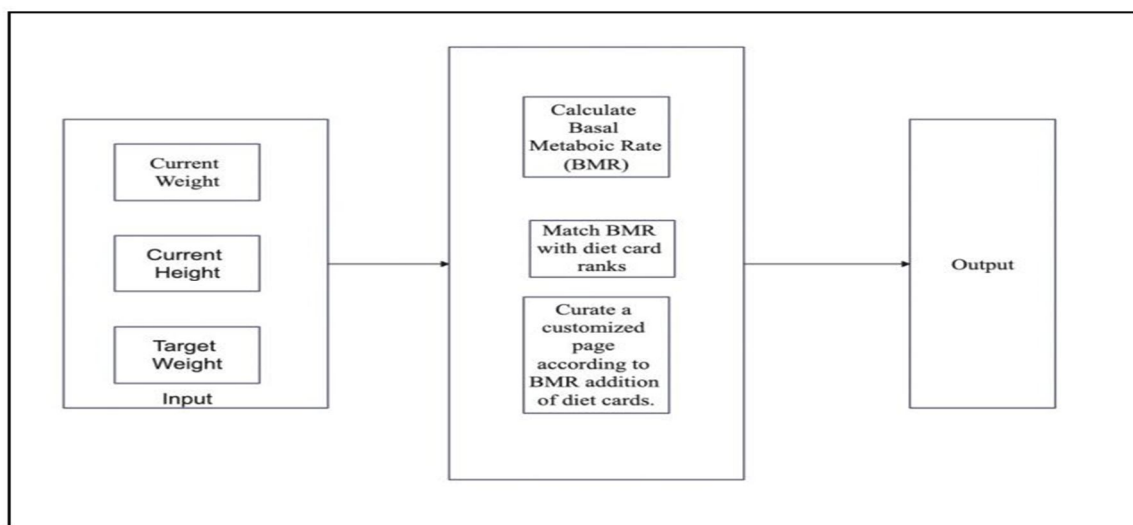 Current
Weight
Current
Height
Target
Weight
Input
Calculate
Basal
Metaboic Rate
(BMR)
Match BMR
with diet card
ranks
Curate a
customized
page
according to
BMR addition
of diet cards.
Output